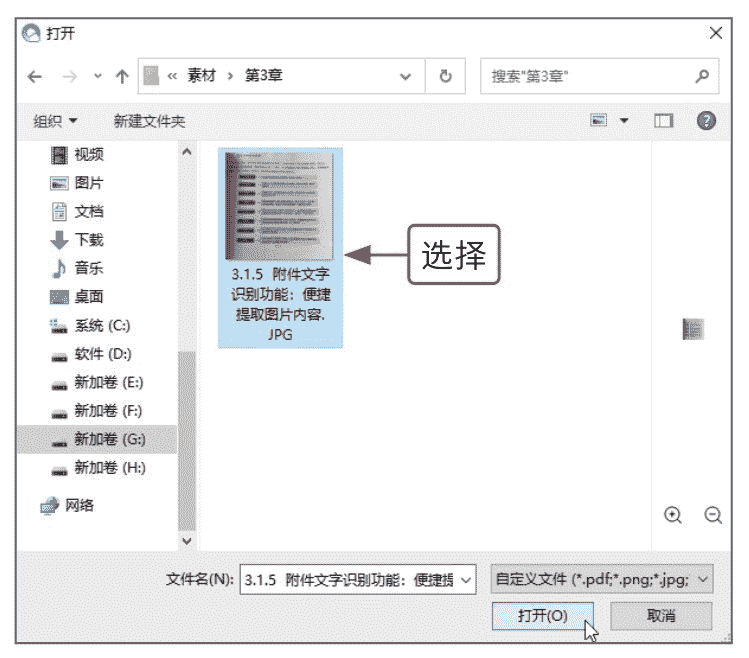 打开
« 素材 › 第3章
搜索"第3章"
组织
新建文件夹
视频
图片
文档
下载
音乐
桌面
系统 (C:)
软件 (D:)
新加卷 (E:)
新加卷 (F:)
新加卷 (G:)
新加卷 (H:)
网络
3.1.5 附件文字
识别功能：便捷
提取图片内容.
JPG
选择
文件名(N):
3.1.5 附件文字识别功能：便捷提
自定义文件 (*.pdf;*.png;*.jpg;
打开(O)
取消